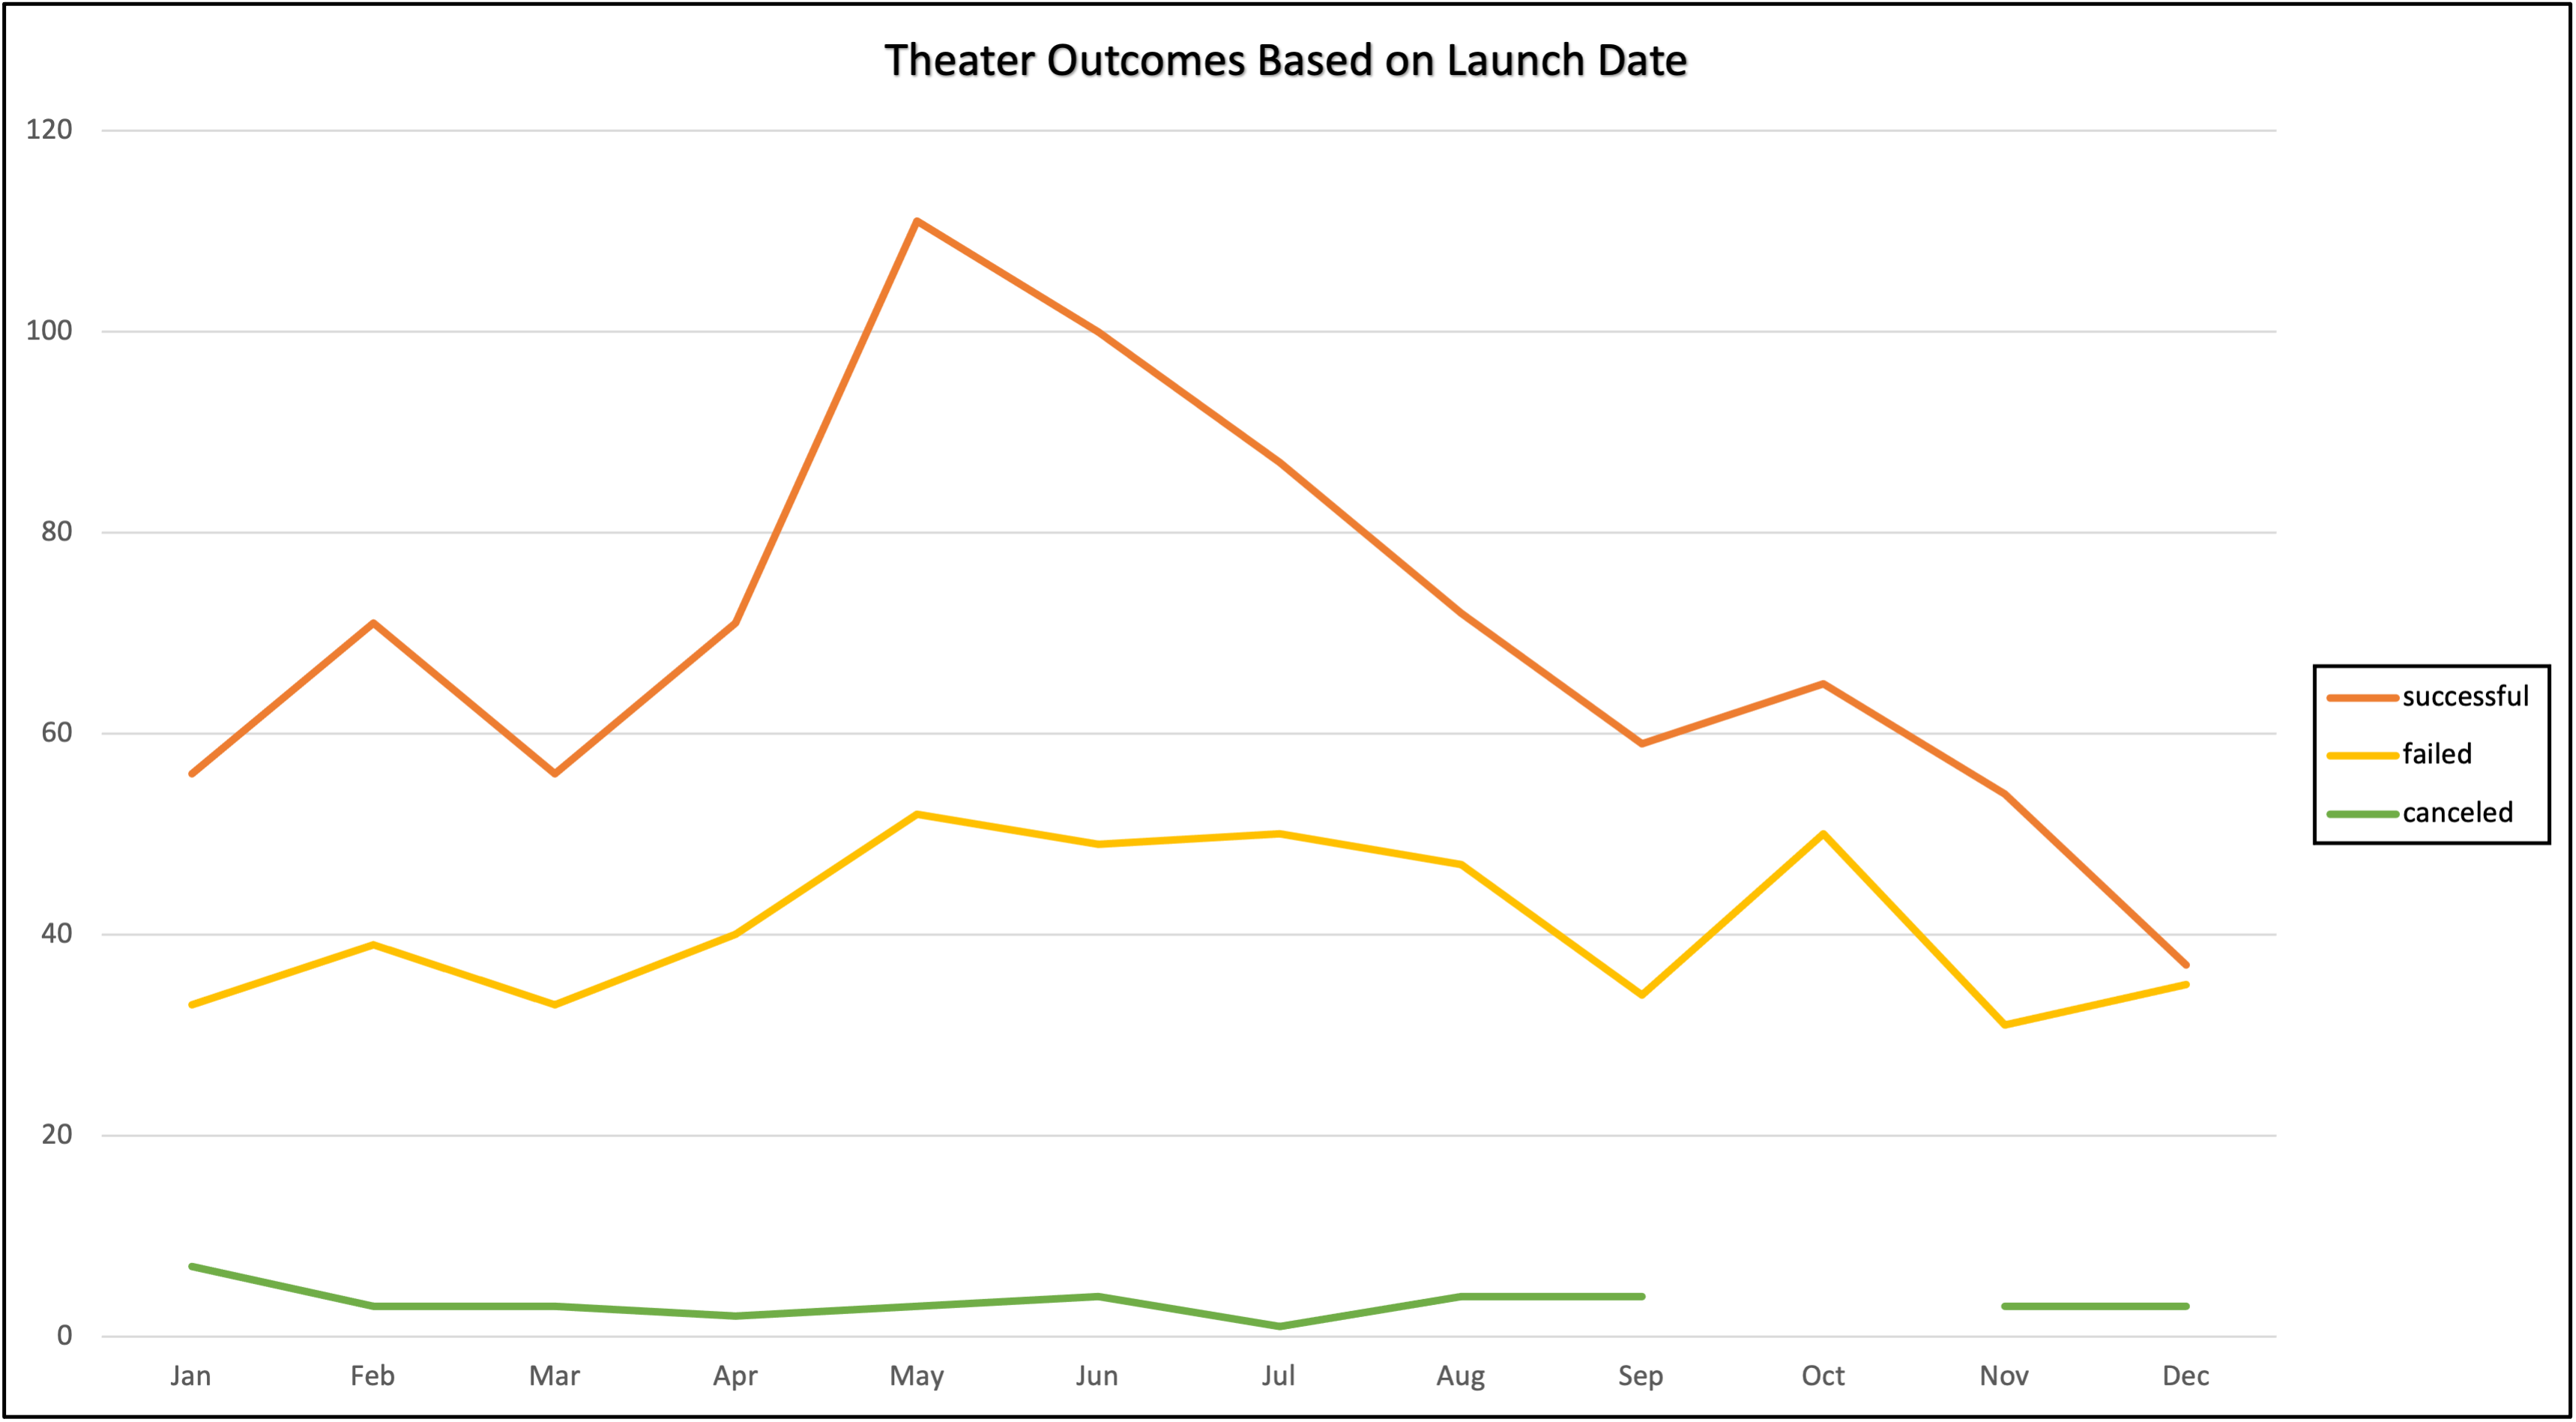 Theater Outcomes Based on Launch Date
120
100
80
60
40
20
0
Jan Feb Mar Apr May Jun Jul Aug Sep Oct Nov Dec
successful
failed
canceled